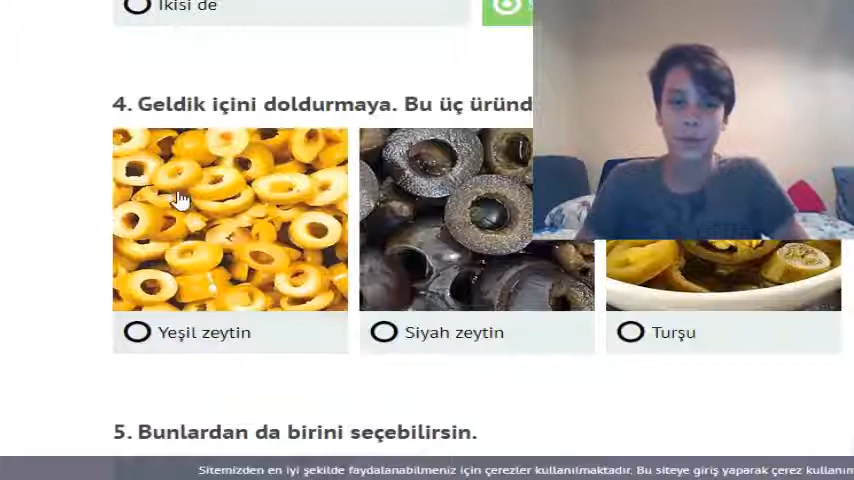 İkisi de
4. Geldik içini doldurmaya. Bu üç üründ
Yeşil zeytin
Siyah zeytin
Turşu
5. Bunlardan da birini seçebilirsin.
Sitemizden en iyi şekilde faydalanabilmeniz için çerezler kullanılmaktadır. Bu siteye giriş yaparak çerez kullanım